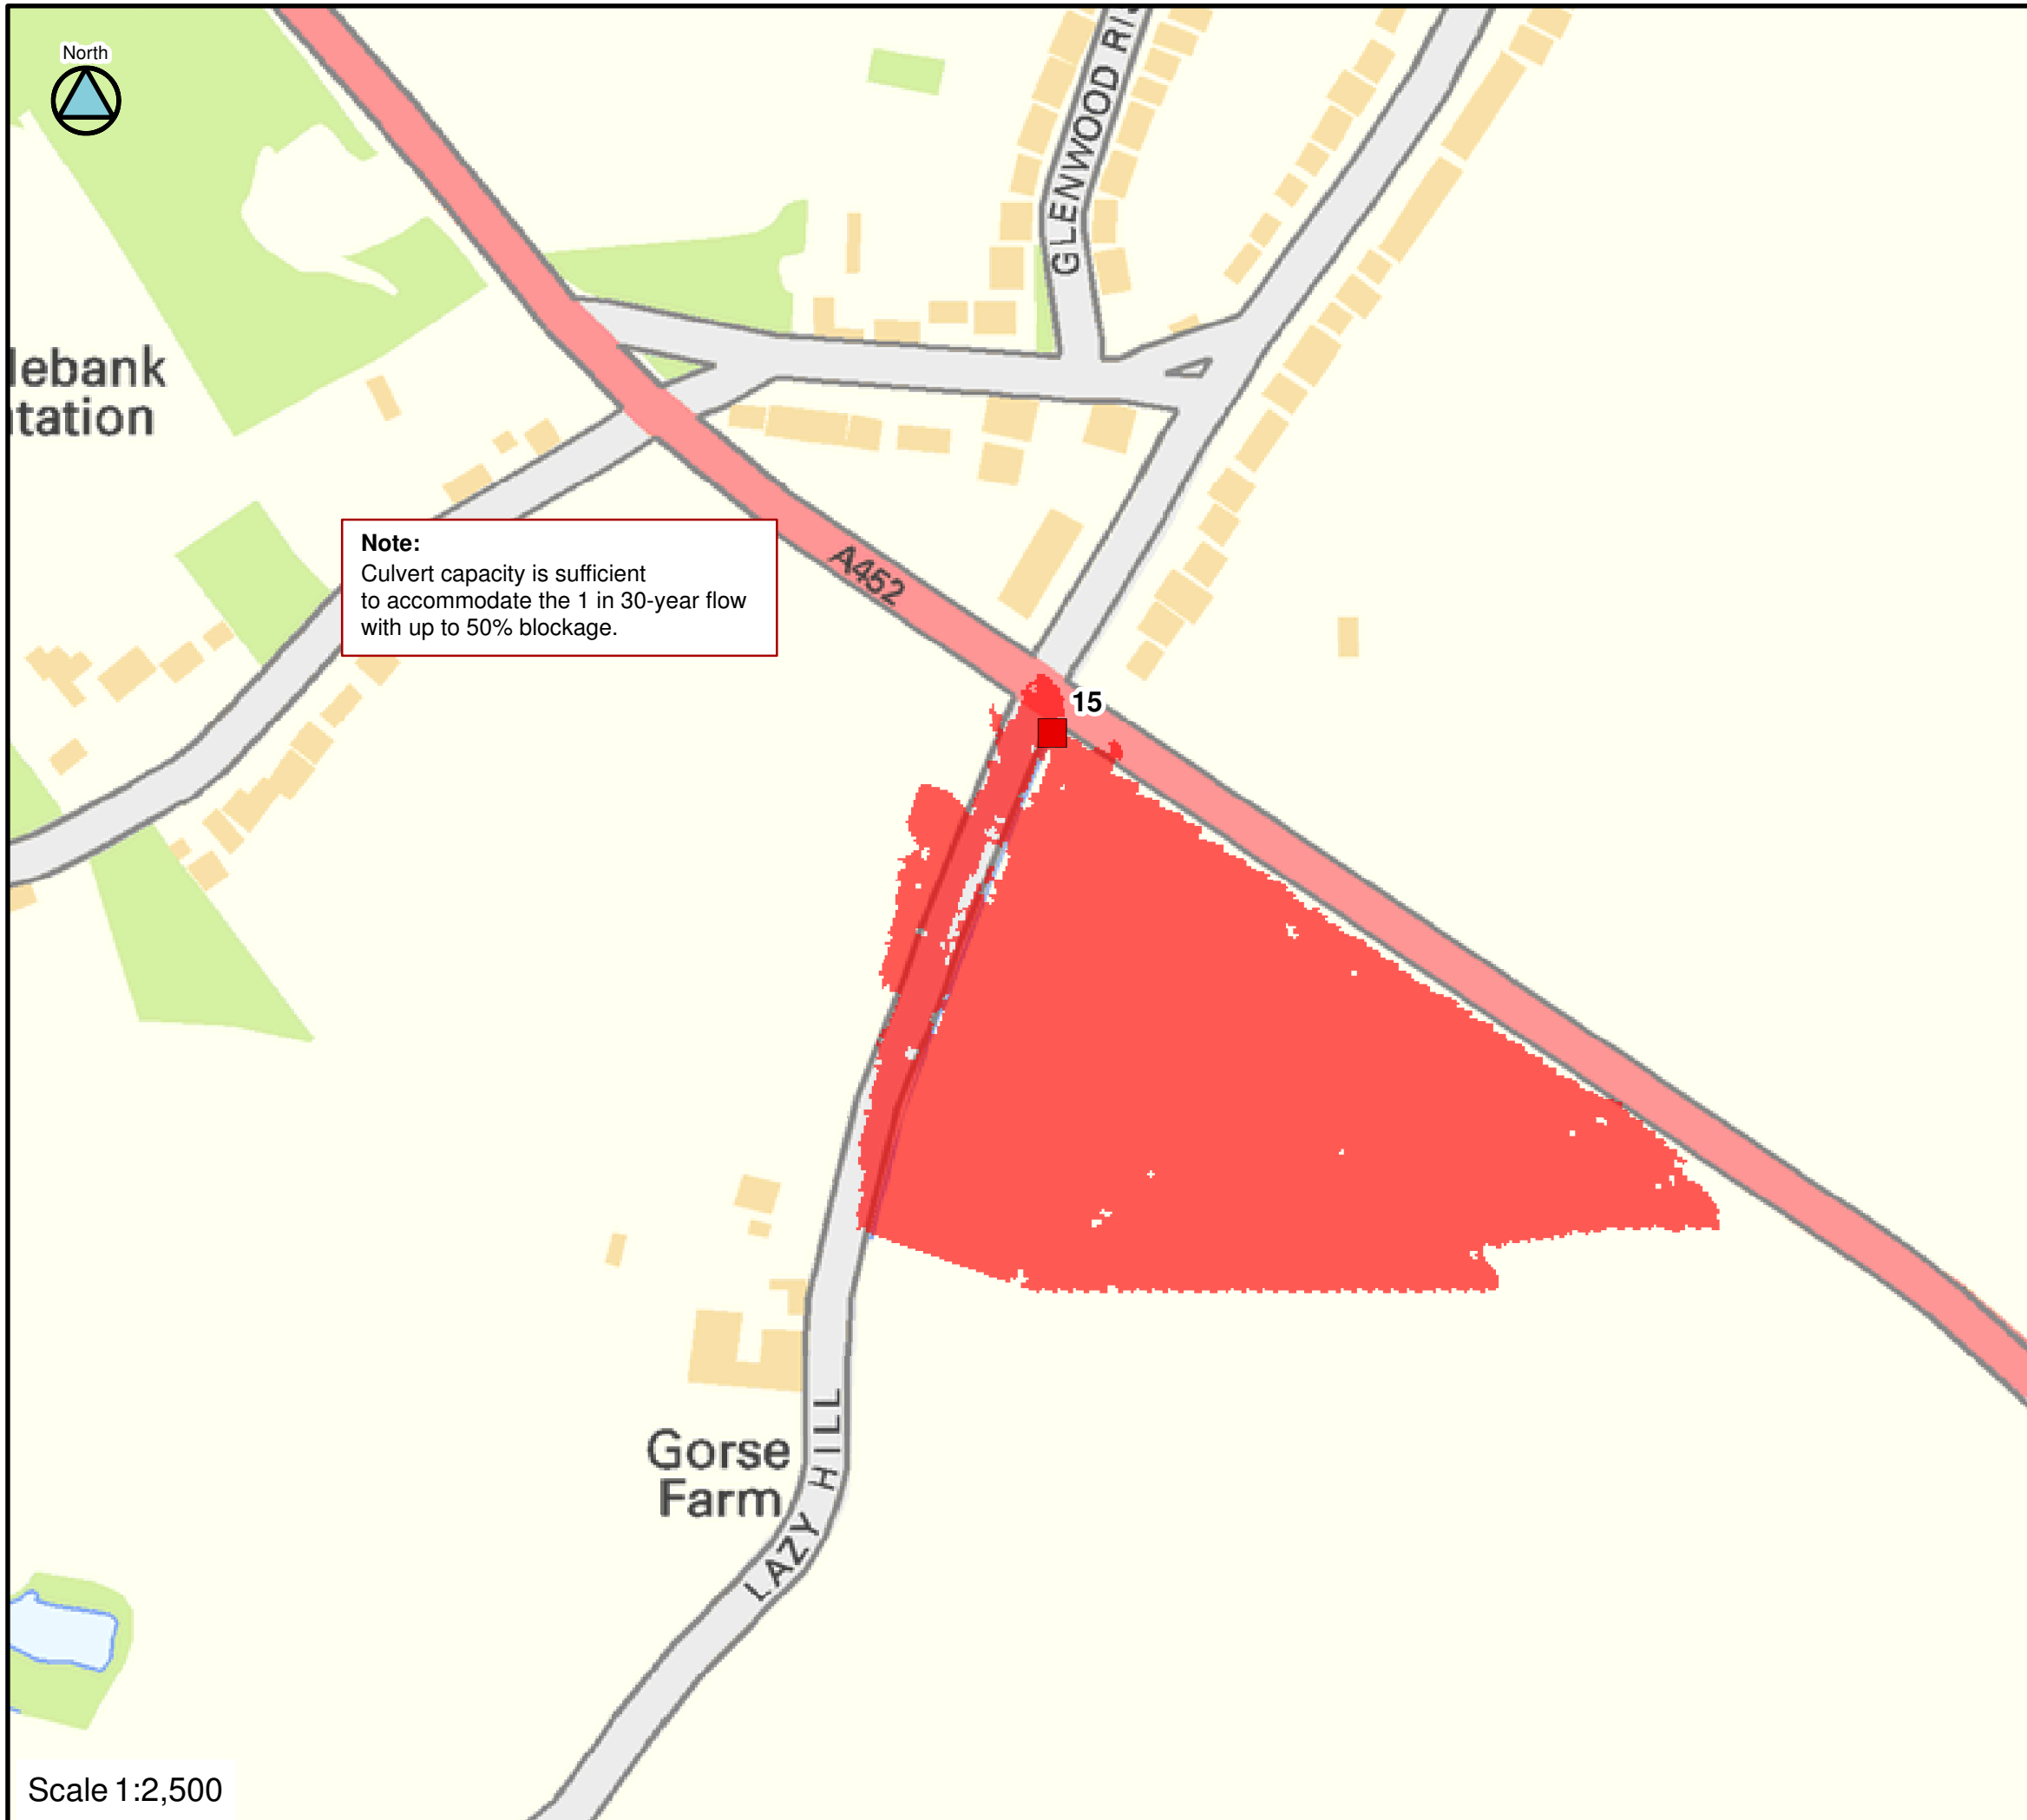 North
GLENWOOD RI
lebank
tation
Note:
Culvert capacity is sufficient
to accommodate the 1 in 30-year flow
with up to 50% blockage.
A452
15
Gorse
Farm
LAZY HILL
Scale 1:2,500